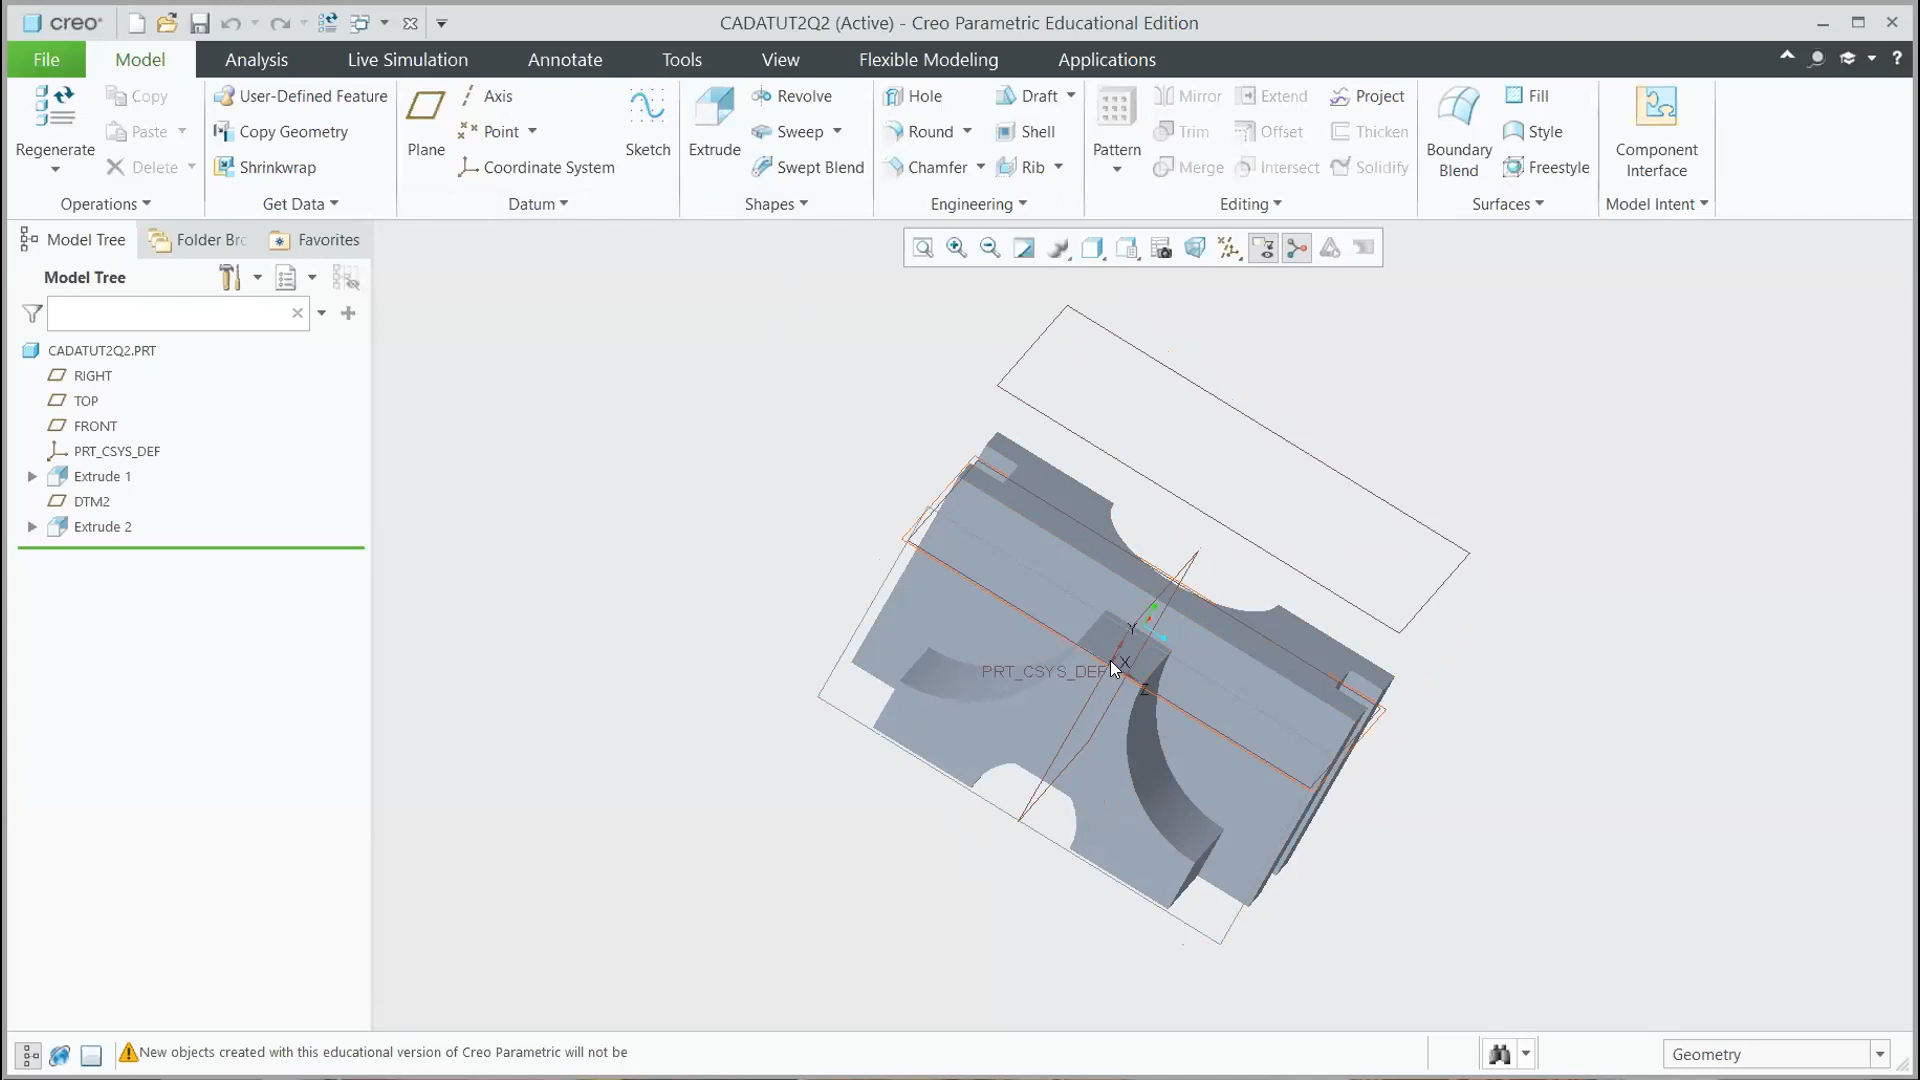 creo
CADATUT2Q2 (Active) - Creo Parametric Educational Edition
File
Model
Analysis
Live Simulation
Annotate
Tools
View
Flexible Modeling
Applications
?
Regenerate
Copy
Paste
Delete
Operations
User-Defined Feature
Copy Geometry
Shrinkwrap
Get Data
Plane
Axis
Point
Coordinate System
Sketch
Datum
Extrude
Revolve
Sweep
Swept Blend
Shapes
Hole
Round
Chamfer
Draft
Shell
Rib
Engineering
Pattern
Mirror
Trim
Merge
Extend
Offset
Intersect
Project
Thicken
Solidify
Editing
Boundary
Blend
Fill
Style
Freestyle
Surfaces
Component
Interface
Model Intent
Model Tree
Folder Brc
Favorites
Model Tree
CADATUT2Q2.PRT
RIGHT
TOP
FRONT
PRT_CSYS_DEF
Extrude 1
DTM2
Extrude 2
Y
X
PRT_CSYS_DEF
Z
New objects created with this educational version of Creo Parametric will not be
Geometry